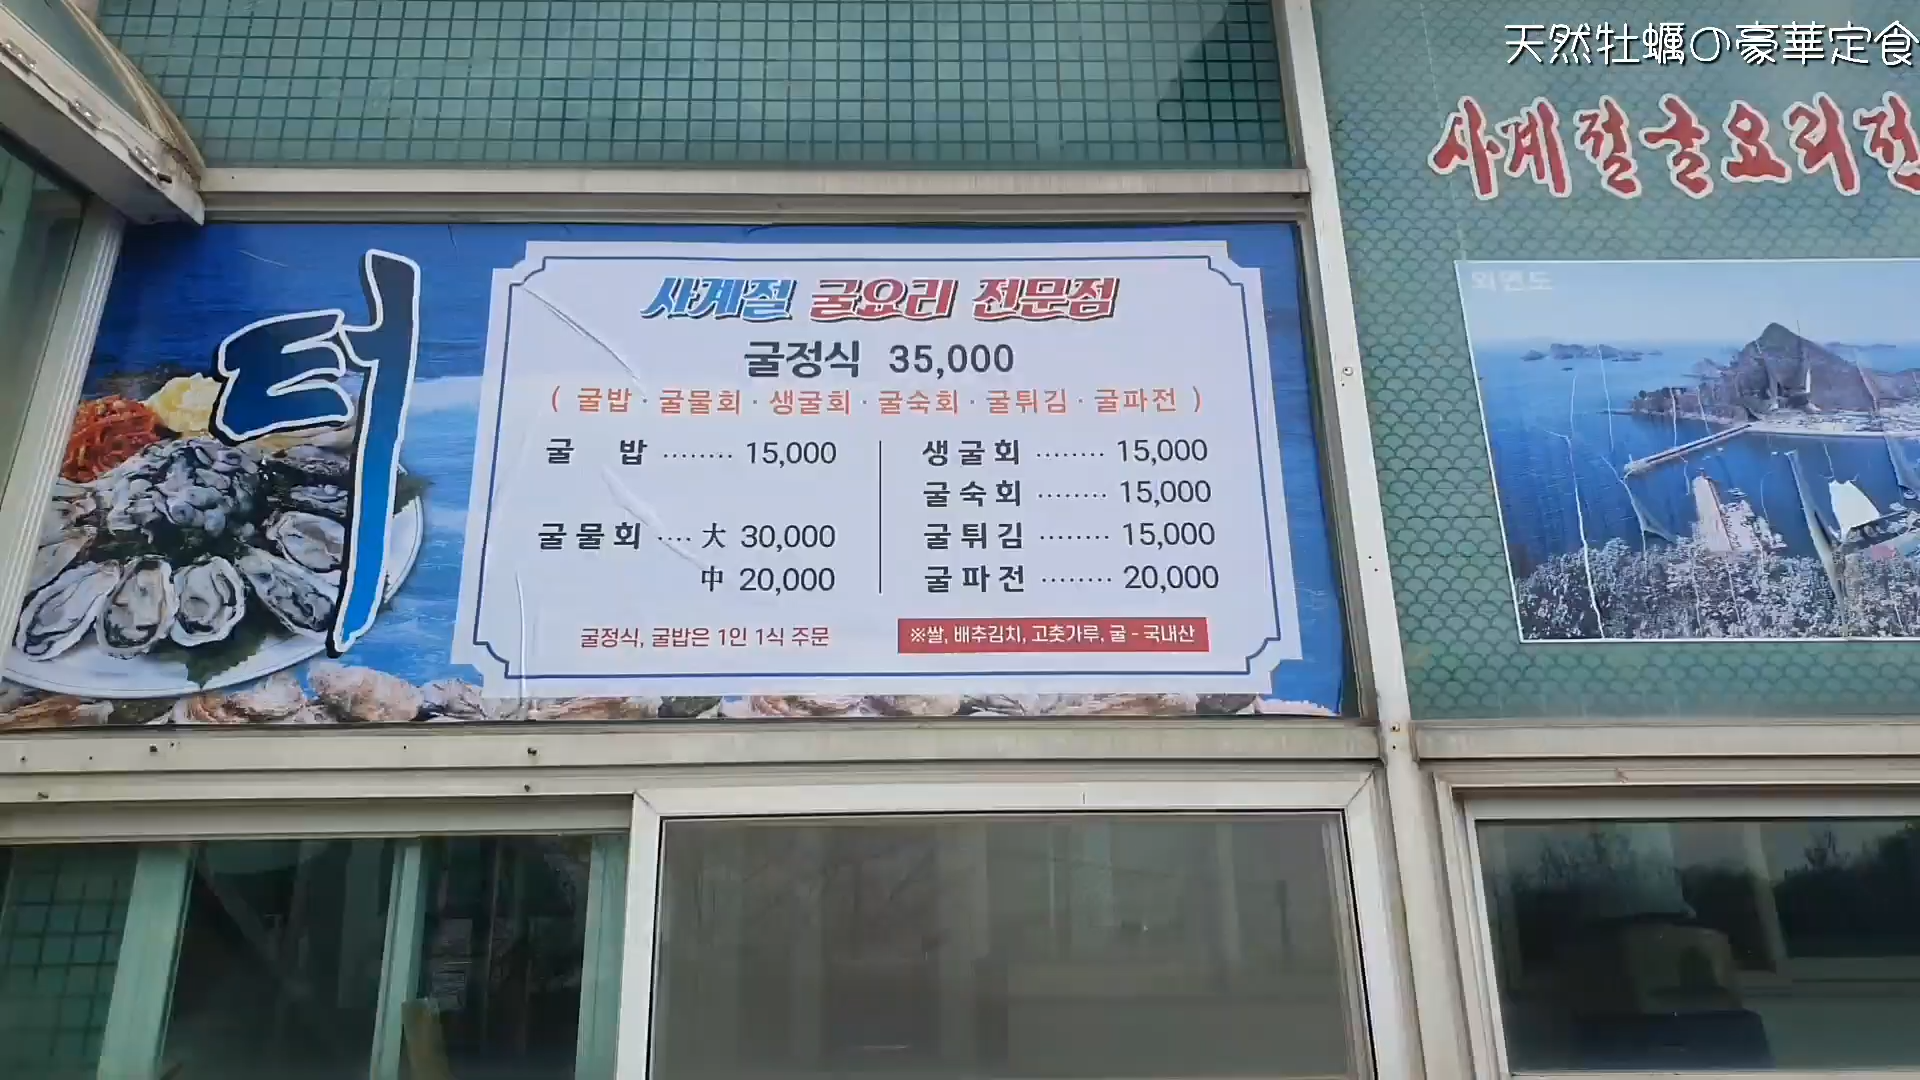 天然牡蠣の豪華定食
사계절굴요리전
터
사계절 굴요리 전문점
굴정식 35,000
( 굴밥 · 굴물회 · 생굴회 · 굴숙회 · 굴튀김 · 굴파전 )
굴 밥 ........ 15,000
굴물회 .... 大 30,000
中 20,000
생굴회 ........ 15,000
굴숙회 ........ 15,000
굴튀김 ........ 15,000
굴파전 ........ 20,000
굴정식, 굴밥은 1인 1식 주문
※쌀, 배추김치, 고춧가루, 굴 - 국내산
외연도